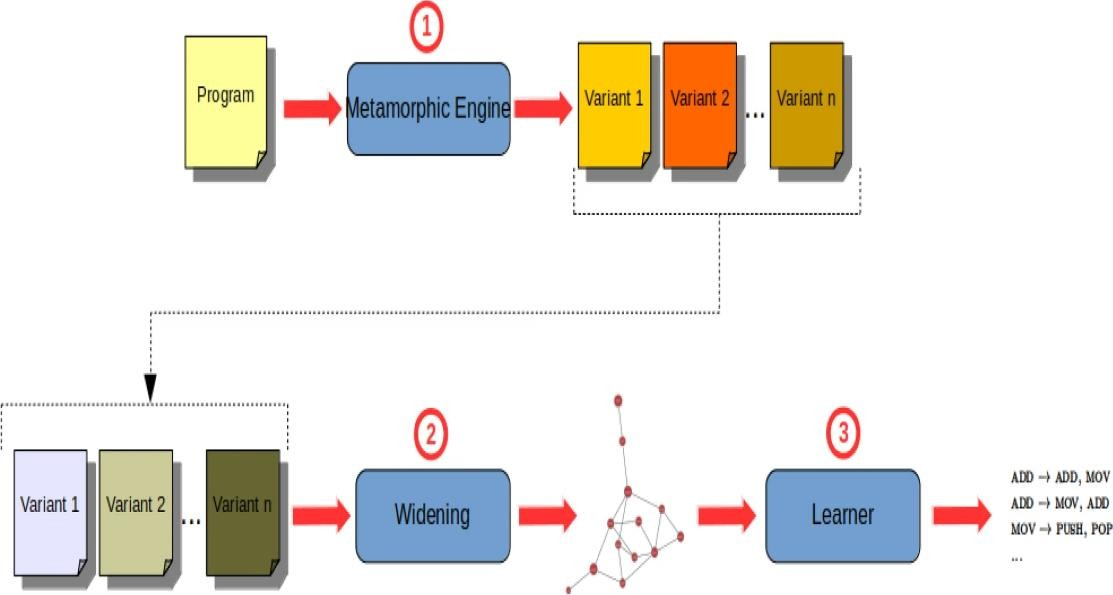 1
Program
Metamorphic Engine
Variant 1
Variant 2
...
Variant n
Variant 1
Variant 2
...
Variant n
2
Widening
3
Learner
ADD → ADD, MOV
ADD → MOV, ADD
MOV → PUSH, POP
...